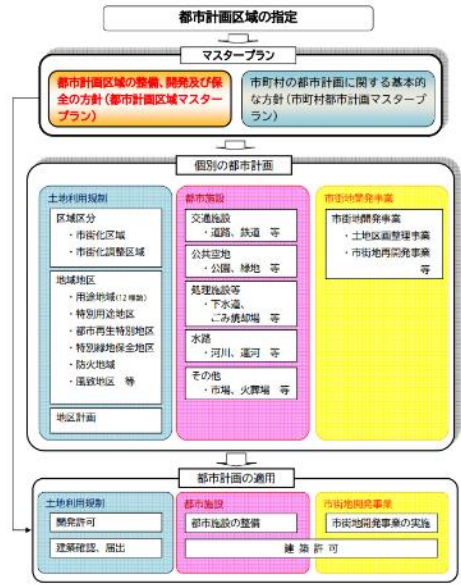 都市計画区域の指定
マスタープラン
都市計画区域の整備、開発及び保
全の方針(都市計画区域マスター
プラン)
市町村の都市計画に関する基本的
な方針(市町村都市計画マスタープ
ラン)
個別の都市計画
土地利用規制
区域区分
・市街化区域
・市街化調整区域
地域地区
・用途地域(12種類)
・特別用途地区
・都市再生特別地区
・特別緑地保全地区
・防火地域
・風致地区 等
地区計画
都市施設
交通施設
・道路、鉄道 等
公共空地
・公園、緑地 等
処理施設等
・下水道、
ごみ焼却場 等
水路
・河川、運河 等
その他
・市場、火葬場 等
市街地開発事業
市街地開発事業
・土地区画整理事業
・市街地再開発事業
等
都市計画の適用
土地利用規制
開発許可
建築確認、届出
都市施設
都市施設の整備
市街地開発事業
市街地開発事業の実施
建築許可